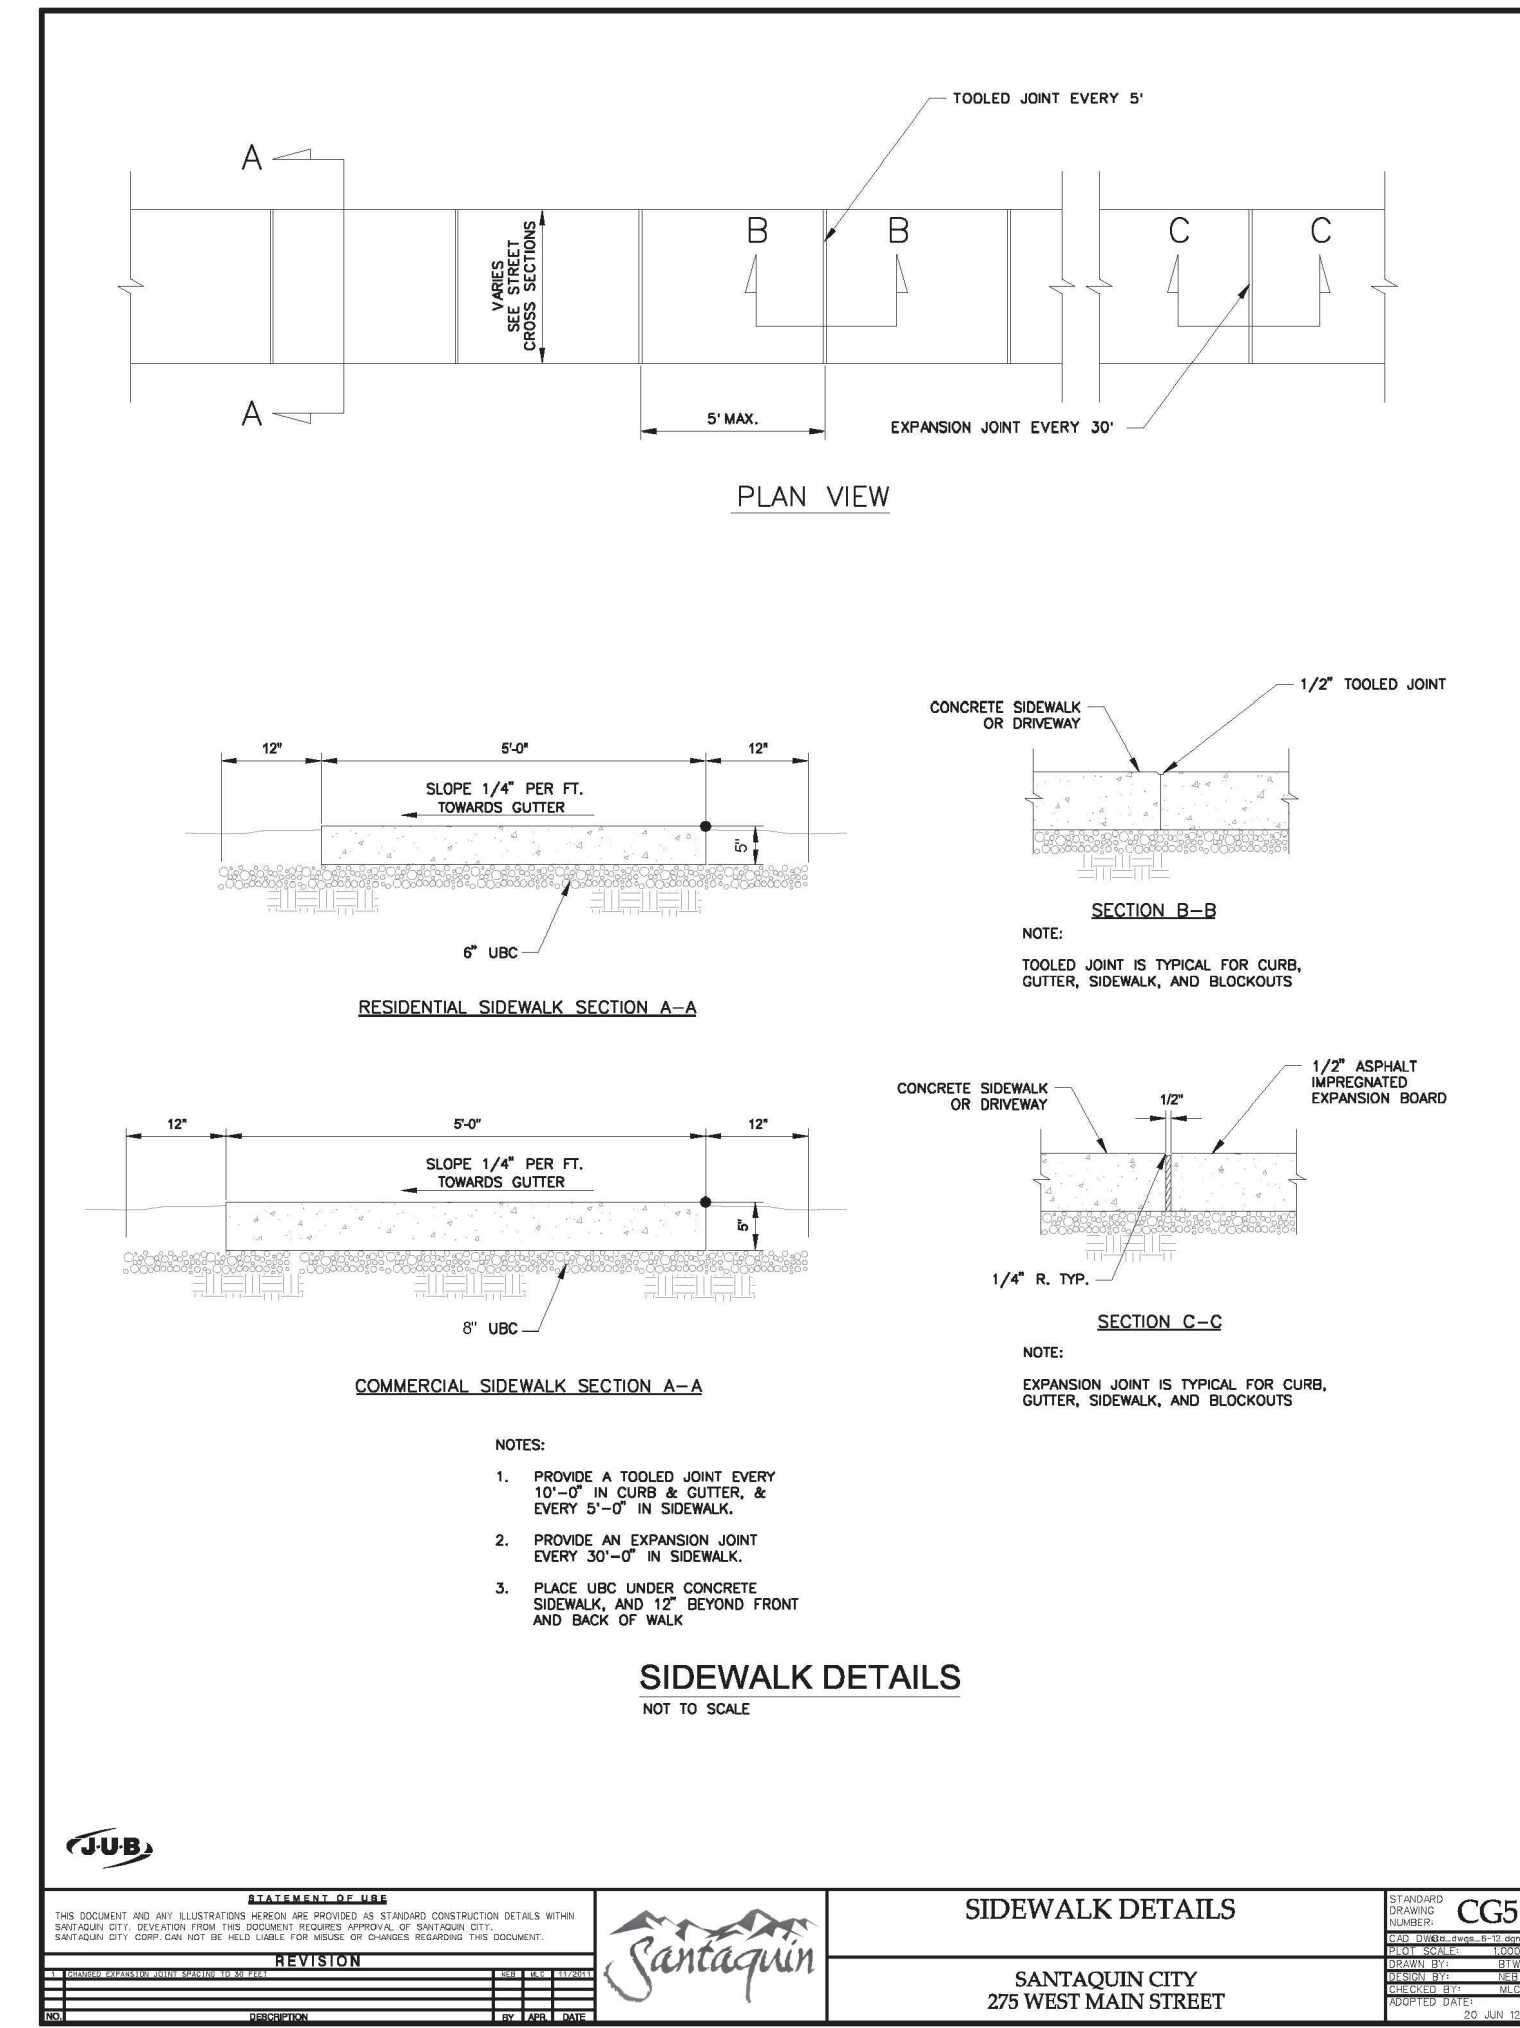 TOOLED JOINT EVERY 5'
A
B
B
C
C
VARIES
SEE STREET
CROSS SECTIONS
A
5' MAX.
EXPANSION JOINT EVERY 30'
PLAN VIEW
12"
5'-0"
12"
SLOPE 1/4" PER FT.
TOWARDS GUTTER
5"
6" UBC
RESIDENTIAL SIDEWALK SECTION A-A
1/2" TOOLED JOINT
CONCRETE SIDEWALK
OR DRIVEWAY
SECTION B-B
NOTE:
TOOLED JOINT IS TYPICAL FOR CURB,
GUTTER, SIDEWALK, AND BLOCKOUTS
12"
5'-0"
12"
SLOPE 1/4" PER FT.
TOWARDS GUTTER
5"
8" UBC
COMMERCIAL SIDEWALK SECTION A-A
1/2" ASPHALT
IMPREGNATED
EXPANSION BOARD
CONCRETE SIDEWALK
OR DRIVEWAY
1/2"
1/4" R. TYP.
SECTION C-C
NOTE:
EXPANSION JOINT IS TYPICAL FOR CURB,
GUTTER, SIDEWALK, AND BLOCKOUTS
NOTES:
1. PROVIDE A TOOLED JOINT EVERY
10'-0" IN CURB & GUTTER, &
EVERY 5'-0" IN SIDEWALK.
2. PROVIDE AN EXPANSION JOINT
EVERY 30'-0" IN SIDEWALK.
3. PLACE UBC UNDER CONCRETE
SIDEWALK, AND 12" BEYOND FRONT
AND BACK OF WALK
SIDEWALK DETAILS
NOT TO SCALE
J·U·B
STATEMENT OF USE
THIS DOCUMENT AND ANY ILLUSTRATIONS HEREON ARE PROVIDED AS STANDARD CONSTRUCTION DETAILS WITHIN
SANTAQUIN CITY. DEVEATION FROM THIS DOCUMENT REQUIRES APPROVAL OF SANTAQUIN CITY.
SANTAQUIN CITY CORP. CAN NOT BE HELD LIABLE FOR MISUSE OR CHANGES REGARDING THIS DOCUMENT.
REVISION
1 CHANGED EXPANSION JOINT SPACING TO 30 FEET NEB MLC 11/2011
NO. DESCRIPTION BY APR. DATE
Santaquin
SIDEWALK DETAILS
SANTAQUIN CITY
275 WEST MAIN STREET
STANDARD
DRAWING
NUMBER: CG5
CAD DWG: 6-12.dgn
PLOT SCALE: 1.000
DRAWN BY: BTW
DESIGN BY: NEB
CHECKED BY: MLC
ADOPTED DATE:
20 JUN 12